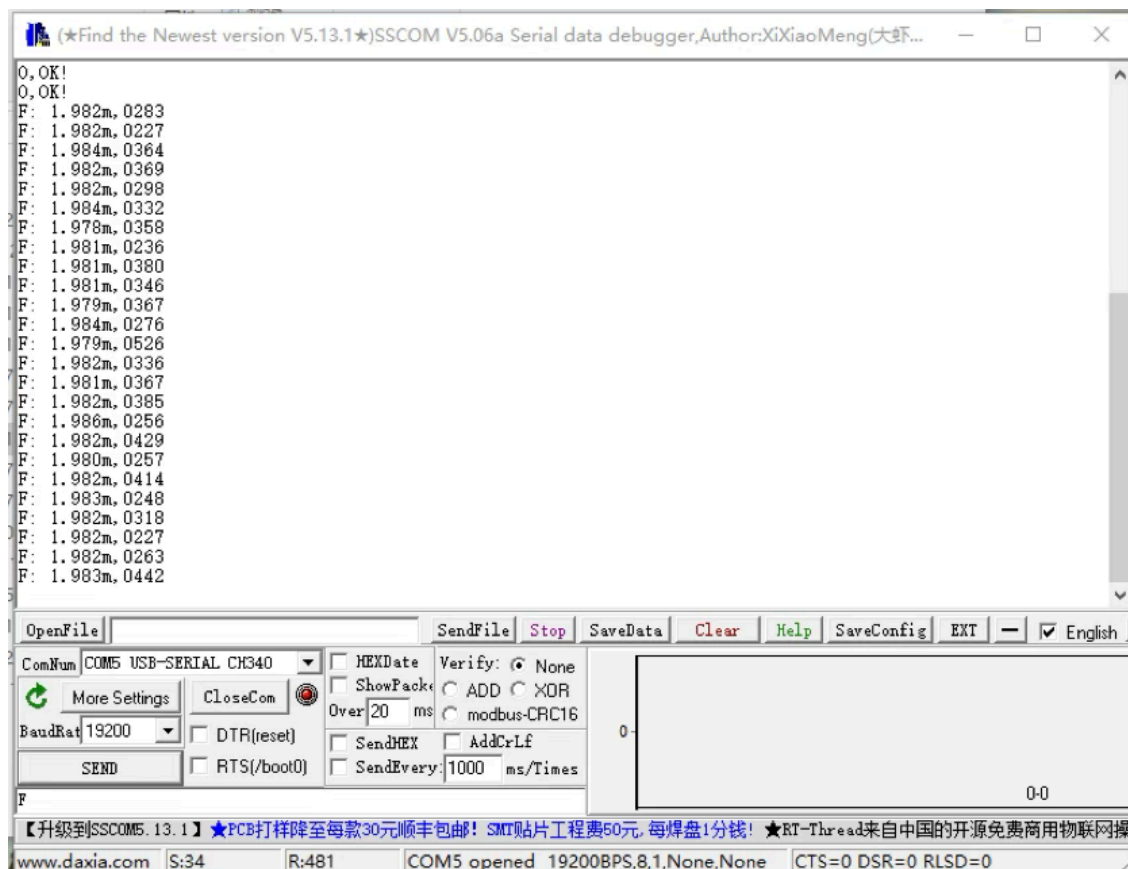 (★Find the Newest version V5.13.1★)SSCOM V5.06a Serial data debugger,Author:XiXiaoMeng(大虾...
O,OK!
O,OK!
F: 1.982m,0283
F: 1.982m,0227
F: 1.984m,0364
F: 1.982m,0369
F: 1.982m,0298
F: 1.984m,0332
F: 1.978m,0358
F: 1.981m,0236
F: 1.981m,0380
F: 1.981m,0346
F: 1.979m,0367
F: 1.984m,0276
F: 1.979m,0526
F: 1.982m,0336
F: 1.981m,0367
F: 1.982m,0385
F: 1.986m,0256
F: 1.982m,0429
F: 1.980m,0257
F: 1.982m,0414
F: 1.983m,0248
F: 1.982m,0318
F: 1.982m,0227
F: 1.982m,0263
F: 1.983m,0442
OpenFile SendFile Stop SaveData Clear Help SaveConfig EXT — English
ComNum COM5 USB-SERIAL CH340 HEXDate Verify: None
More Settings CloseCom ShowPacke ADD XOR
Over 20 ms modbus-CRC16
BaudRat 19200 DTR(reset) SendHEX AddCrLf 0
SEND RTS(/boot0) SendEvery: 1000 ms/Times
0-0
F
【升级到SSCOM5.13.1】★PCB打样降至每款30元顺丰包邮！SMT贴片工程费50元,每焊盘1分钱！★RT-Thread来自中国的开源免费商用物联网操
www.daxia.com S:34 R:481 COM5 opened 19200BPS,8,1,None,None CTS=0 DSR=0 RLSD=0